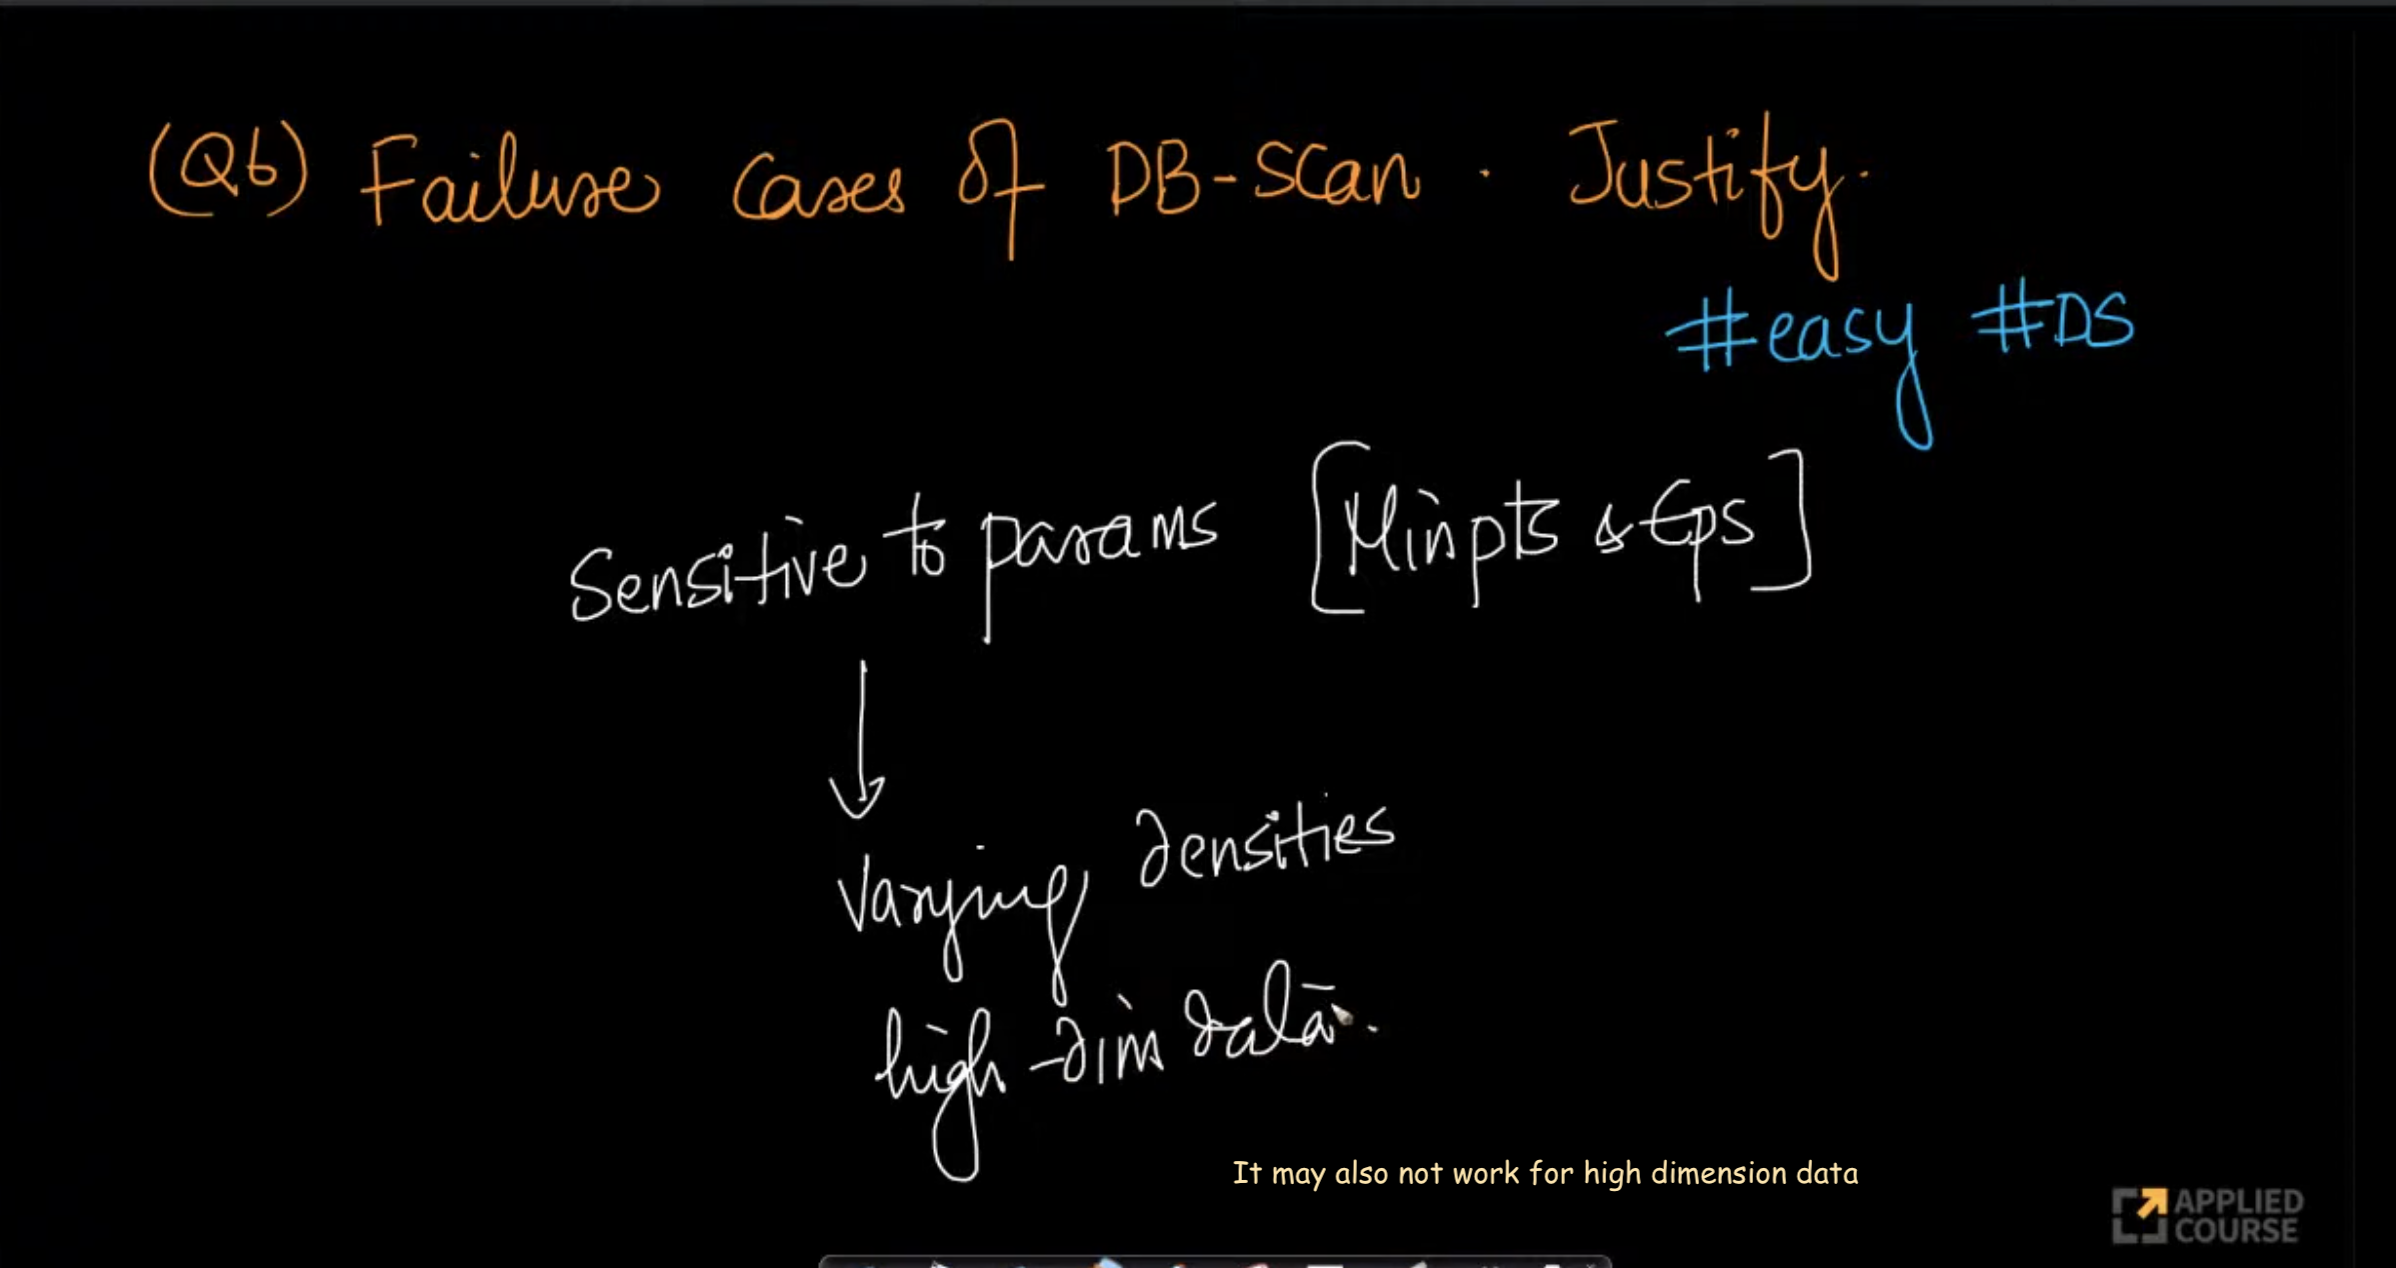 (Q6) Failure Cases of DB-SCan. Justify.
#easy #DS
Sensitive to params [Minpts & Eps]
Varying densities
high-dim data.
It may also not work for high dimension data
APPLIED
COURSE